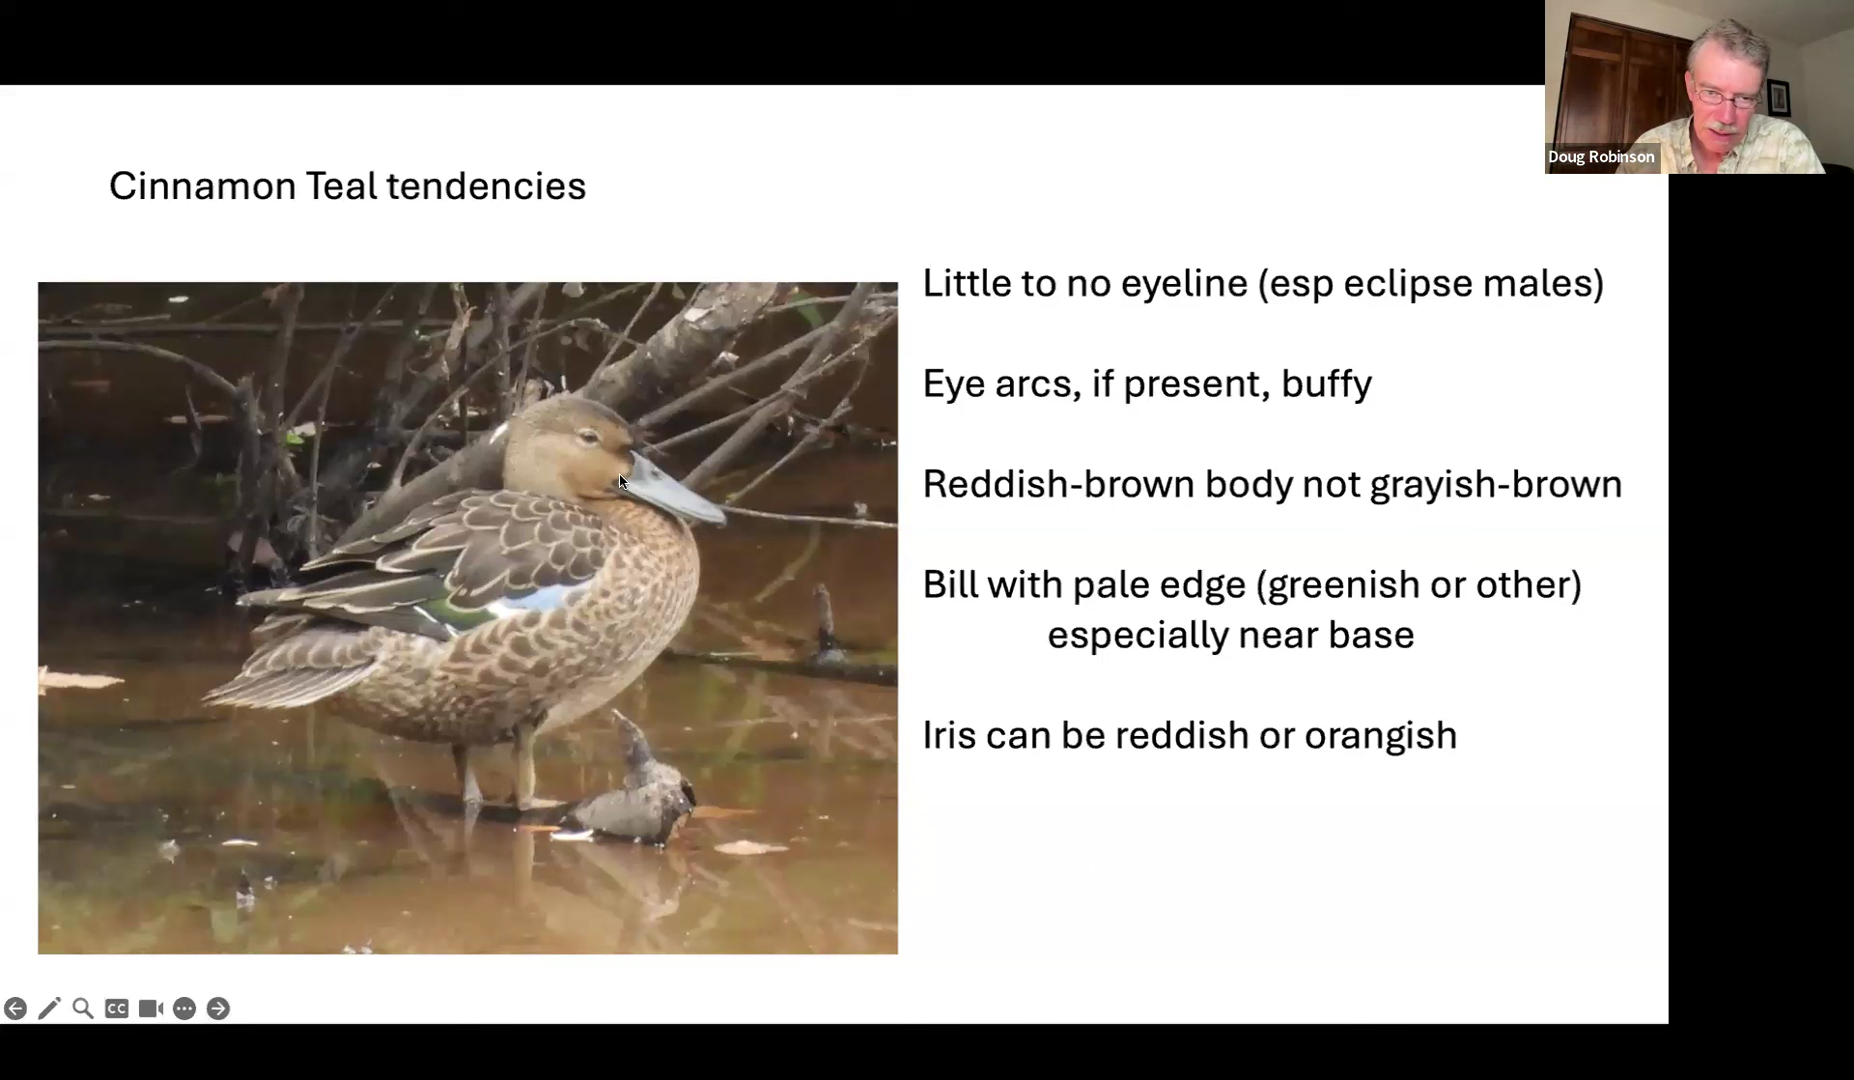 Doug Robinson
Cinnamon Teal tendencies
Little to no eyeline (esp eclipse males)
Eye arcs, if present, buffy
Reddish-brown body not grayish-brown
Bill with pale edge (greenish or other)
especially near base
Iris can be reddish or orangish
CC